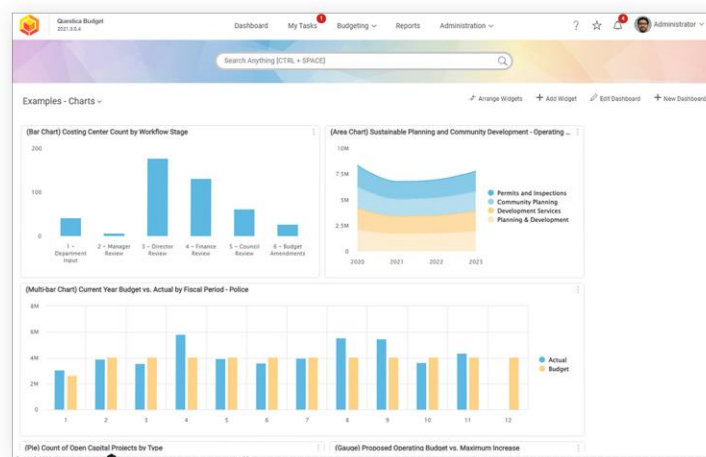 Questica Budget
2021.3.0.4
Dashboard My Tasks 1 Budgeting Reports Administration ? 4 Administrator
Search Anything [CTRL + SPACE]
Examples - Charts
Arrange Widgets + Add Widget Edit Dashboard + New Dashboard
(Bar Chart) Costing Center Count by Workflow Stage
200
100
0
1 – Department Input
2 – Manager Review
3 – Director Review
4 – Finance Review
5 – Council Review
6 – Budget Amendments
(Area Chart) Sustainable Planning and Community Development - Operating ...
10M
7.5M
5M
2.5M
0
2020 2021 2022 2023
Permits and Inspections
Community Planning
Development Services
Planning & Development
(Multi-bar Chart) Current Year Budget vs. Actual by Fiscal Period - Police
8M
6M
4M
2M
0
1 2 3 4 5 6 7 8 9 10 11 12
Actual
Budget
(Pie) Count of Open Capital Projects by Type
(Gauge) Proposed Operating Budget vs. Maximum Increase